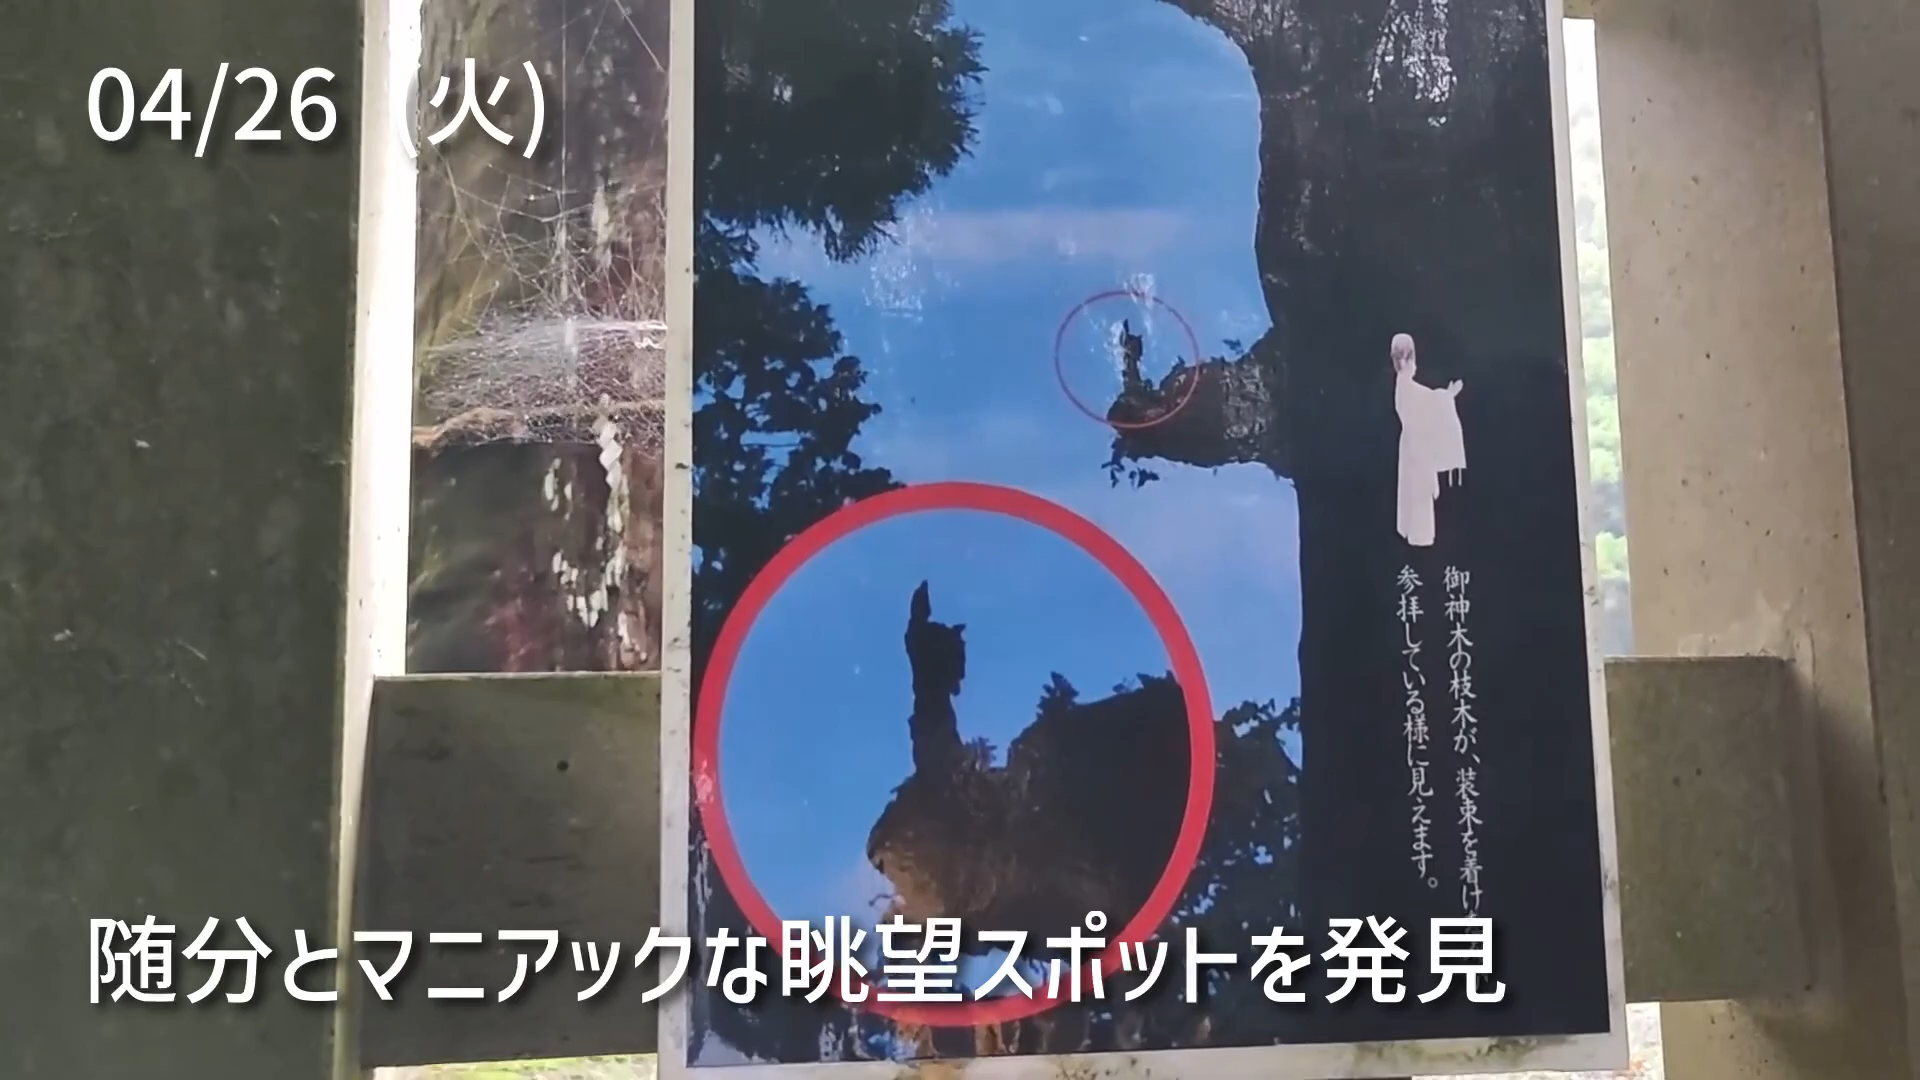 04/26 (火)
御神木の枝木が、装束を着け
参拝している様に見えます。
随分とマニアックな眺望スポットを発見